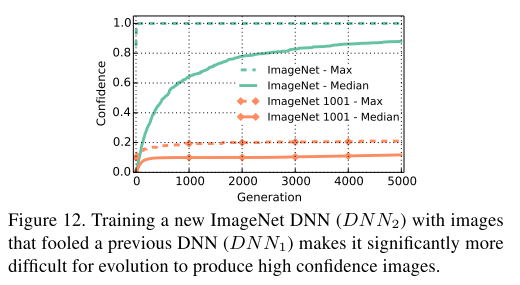 1.0
0.8
0.6
0.4
0.2
0.0
Confidence
ImageNet - Max
ImageNet - Median
ImageNet 1001 - Max
ImageNet 1001 - Median
0 1000 2000 3000 4000 5000
Generation
Figure 12. Training a new ImageNet DNN (DNN₂) with images
that fooled a previous DNN (DNN₁) makes it significantly more
difficult for evolution to produce high confidence images.